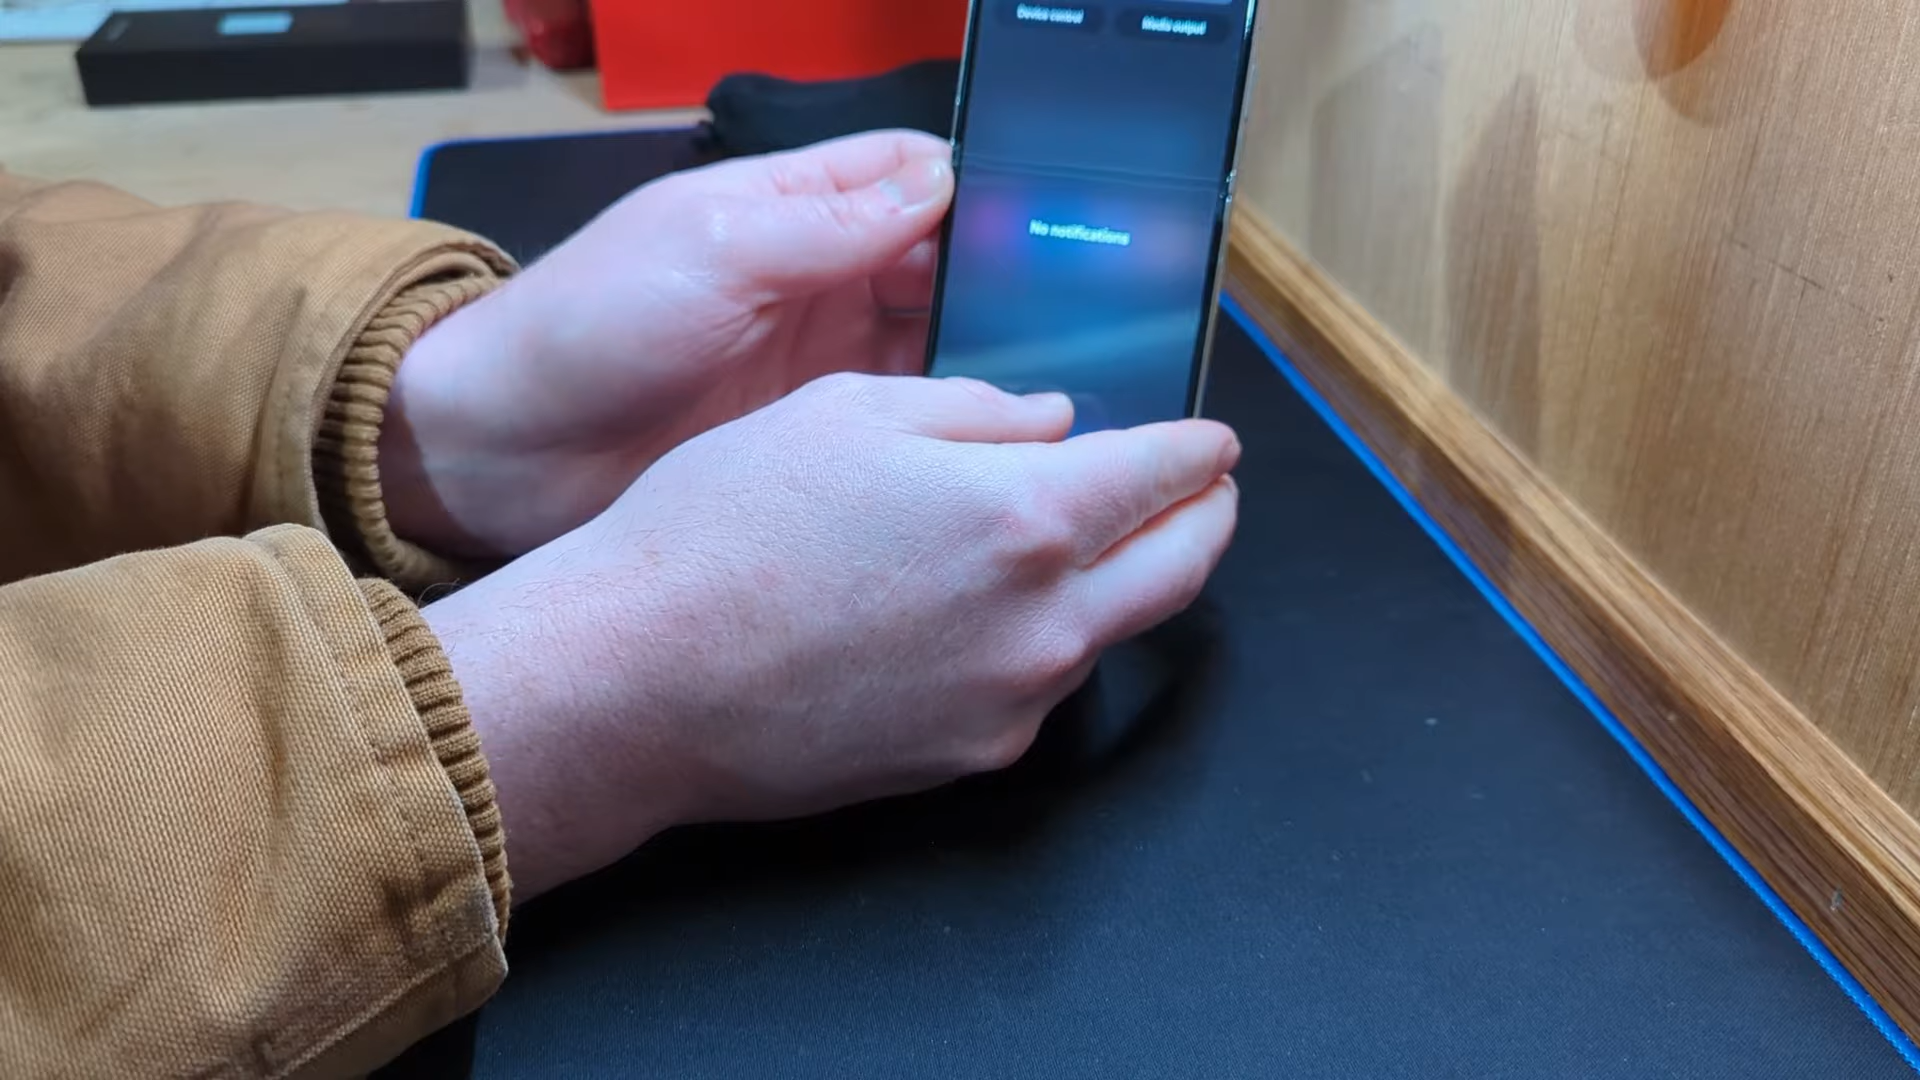 Device control
Media output
No notifications